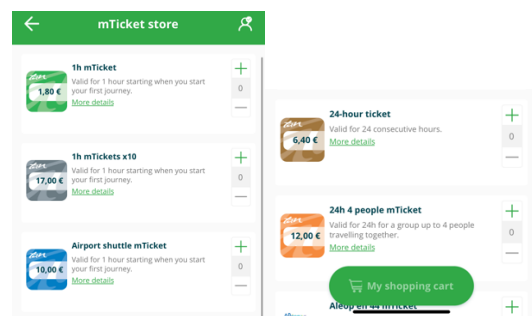 mTicket store
1h mTicket
Valid for 1 hour starting when you start
your first journey.
More details
1,80 €
0
1h mTickets x10
Valid for 1 hour starting when you start
your first journey.
More details
17,00 €
0
Airport shuttle mTicket
Valid for 1 hour starting when you start
your first journey.
More details
10,00 €
0
24-hour ticket
Valid for 24 consecutive hours.
More details
6,40 €
0
24h 4 people mTicket
Valid for 24h for a group up to 4 people
travelling together.
More details
12,00 €
0
My shopping cart
Aléop en 44 mTicket